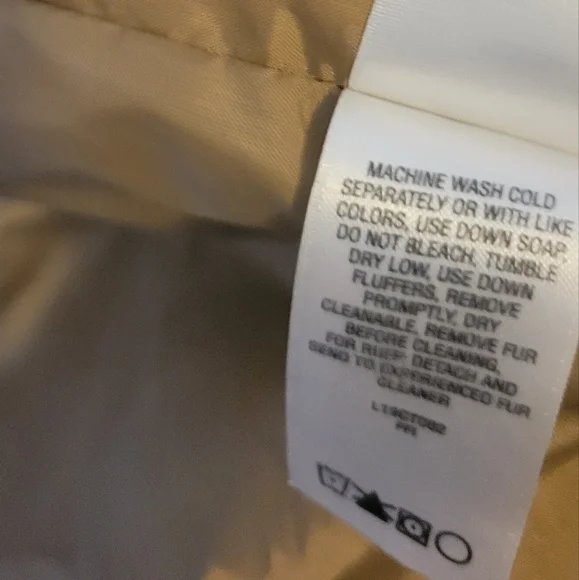 MACHINE WASH COLD
SEPARATELY OR WITH LIKE
COLORS, USE DOWN SOAP
DO NOT BLEACH, TUMBLE
DRY LOW, USE DOWN
FLUFFERS, REMOVE
PROMPTLY, DRY
CLEANABLE, REMOVE FUR
BEFORE CLEANING,
FOR RUFF: DETACH AND
SEND TO EXPERIENCED FUR
CLEANER